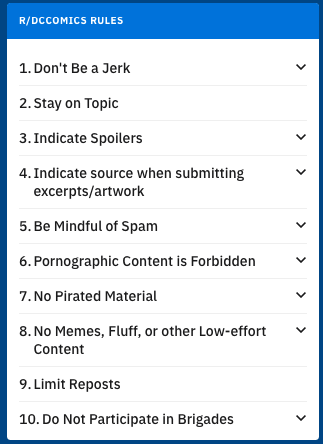 R/DCCOMICS RULES
1. Don't Be a Jerk
2. Stay on Topic
3. Indicate Spoilers
4. Indicate source when submitting
excerpts/artwork
5. Be Mindful of Spam
6. Pornographic Content is Forbidden
7. No Pirated Material
8. No Memes, Fluff, or other Low-effort
Content
9. Limit Reposts
10. Do Not Participate in Brigades